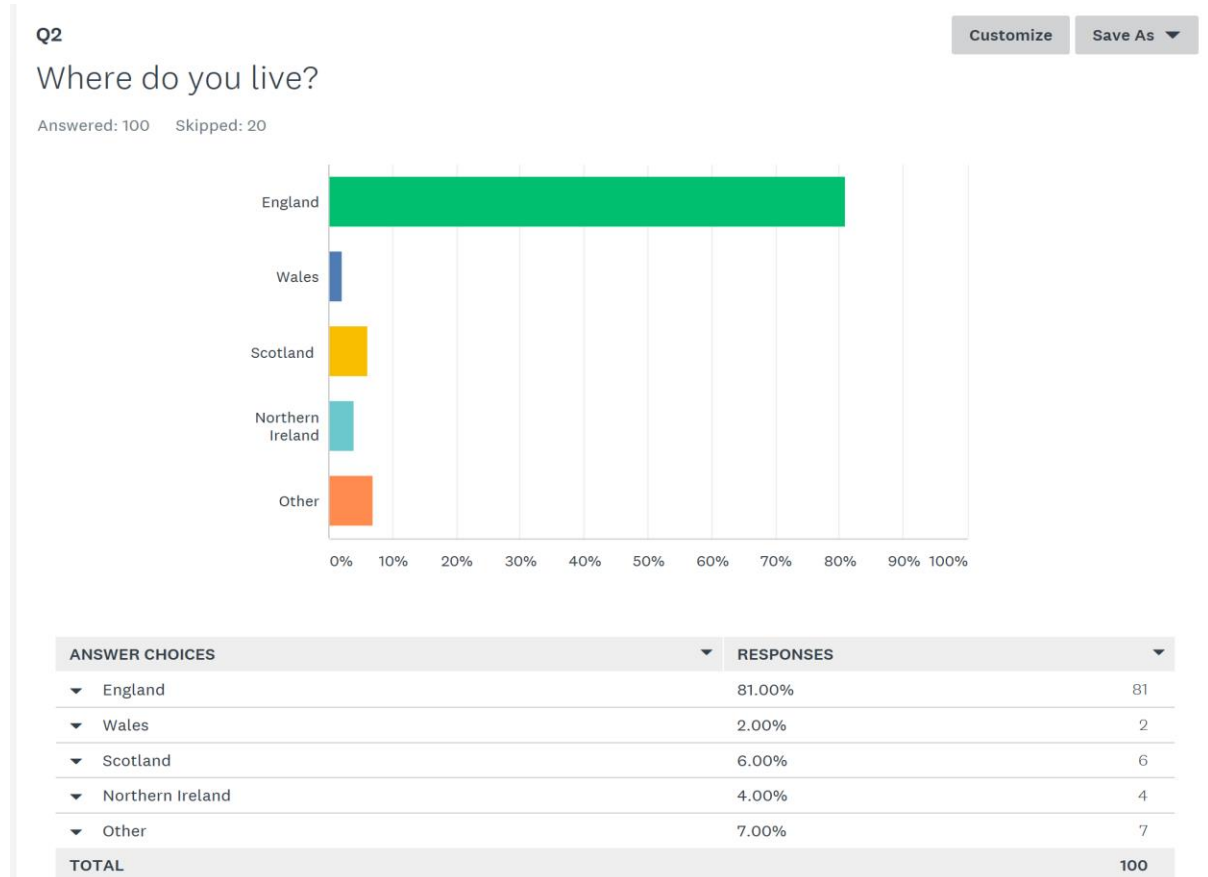 Q2
Customize
Save As
Where do you live?
Answered: 100 Skipped: 20
England
Wales
Scotland
Northern
Ireland
Other
0% 10% 20% 30% 40% 50% 60% 70% 80% 90% 100%
ANSWER CHOICES RESPONSES
England 81.00% 81
Wales 2.00% 2
Scotland 6.00% 6
Northern Ireland 4.00% 4
Other 7.00% 7
TOTAL 100